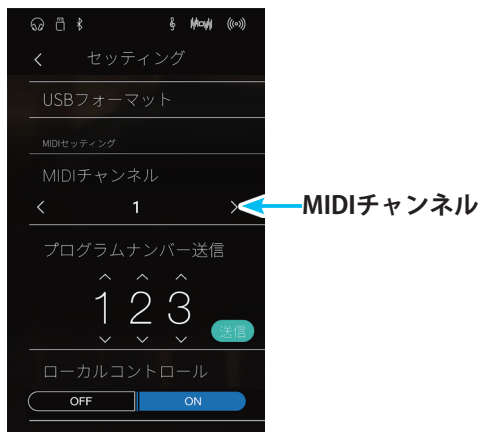 セッティング
USBフォーマット
MIDIセッティング
MIDIチャンネル
1
MIDIチャンネル
プログラムナンバー送信
1 2 3
送信
ローカルコントロール
OFF ON